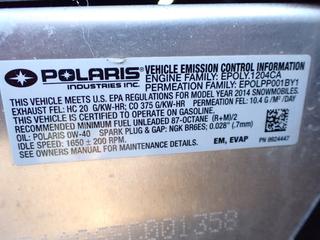 POLARIS
INDUSTRIES INC.
VEHICLE EMISSION CONTROL INFORMATION
ENGINE FAMILY: EPOLY.1204CA
PERMEATION FAMILY: EPOLPP001BY1
THIS VEHICLE MEETS U.S. EPA REGULATIONS FOR MODEL YEAR 2014 SNOWMOBILES.
EXHAUST FEL: HC 20 G/KW-HR CO 375 G/KW-HR PERMEATION FEL: 10.4 G/M²/DAY
THIS VEHICLE IS CERTIFIED TO OPERATE ON GASOLINE.
RECOMMENDED MINIMUM FUEL UNLEADED 87-OCTANE (R+M)/2
OIL: POLARIS 0W-40 SPARK PLUG & GAP: NGK BR6ES; 0.028" (.7mm)
IDLE SPEED: 1650 ± 200 RPM.
SEE OWNERS MANUAL FOR MAINTENANCE.
EM, EVAP
PN 9924447
001358